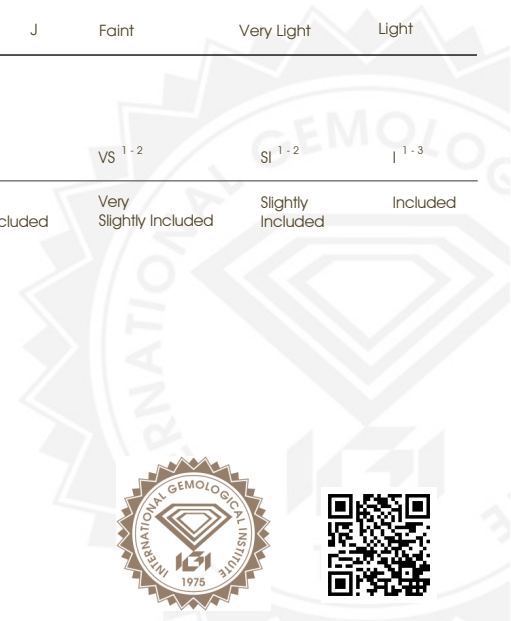 J Faint Very Light Light
VS 1 - 2 SI 1 - 2 I 1 - 3
cluded
Very
Slightly Included
Slightly
Included
Included
INTERNATIONAL GEMOLOGICAL INSTITUTE
IGI
1975